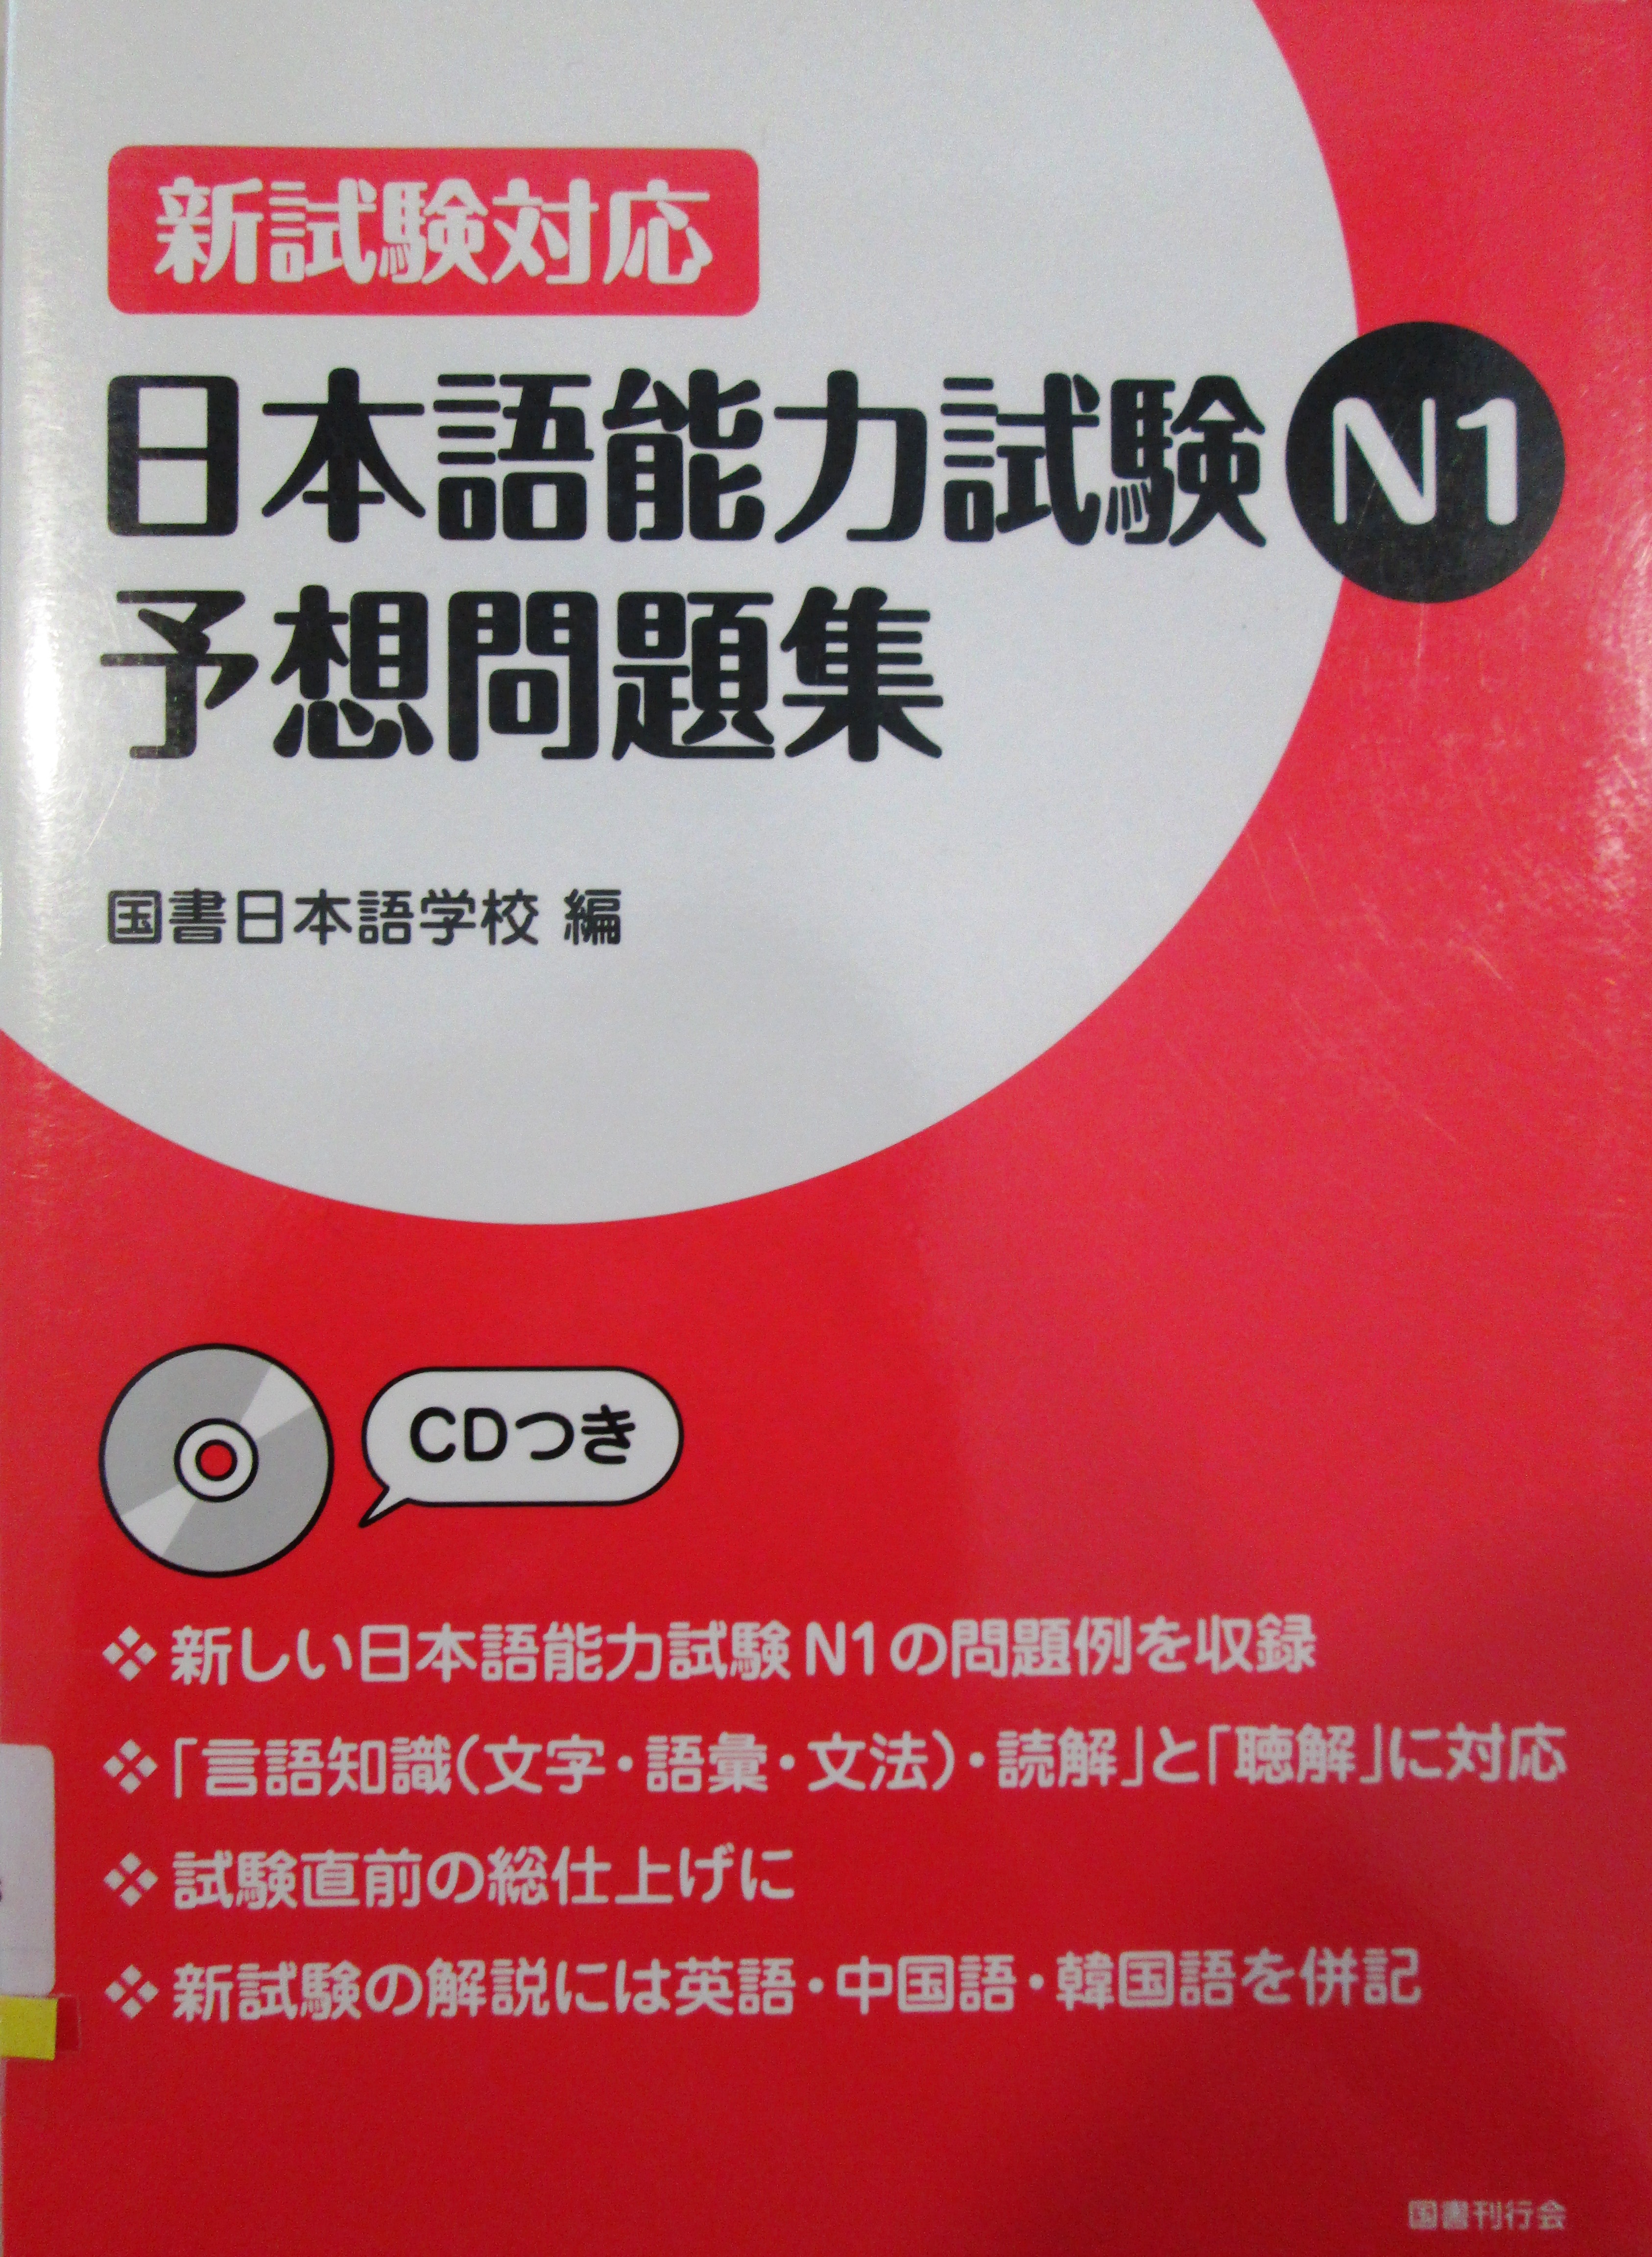 新試験対応
日本語能力試験 N1
予想問題集
国書日本語学校 編
CDつき
❖新しい日本語能力試験N1の問題例を収録
❖「言語知識(文字・語彙・文法)・読解」と「聴解」に対応
❖試験直前の総仕上げに
❖新試験の解説には英語・中国語・韓国語を併記
国書刊行会